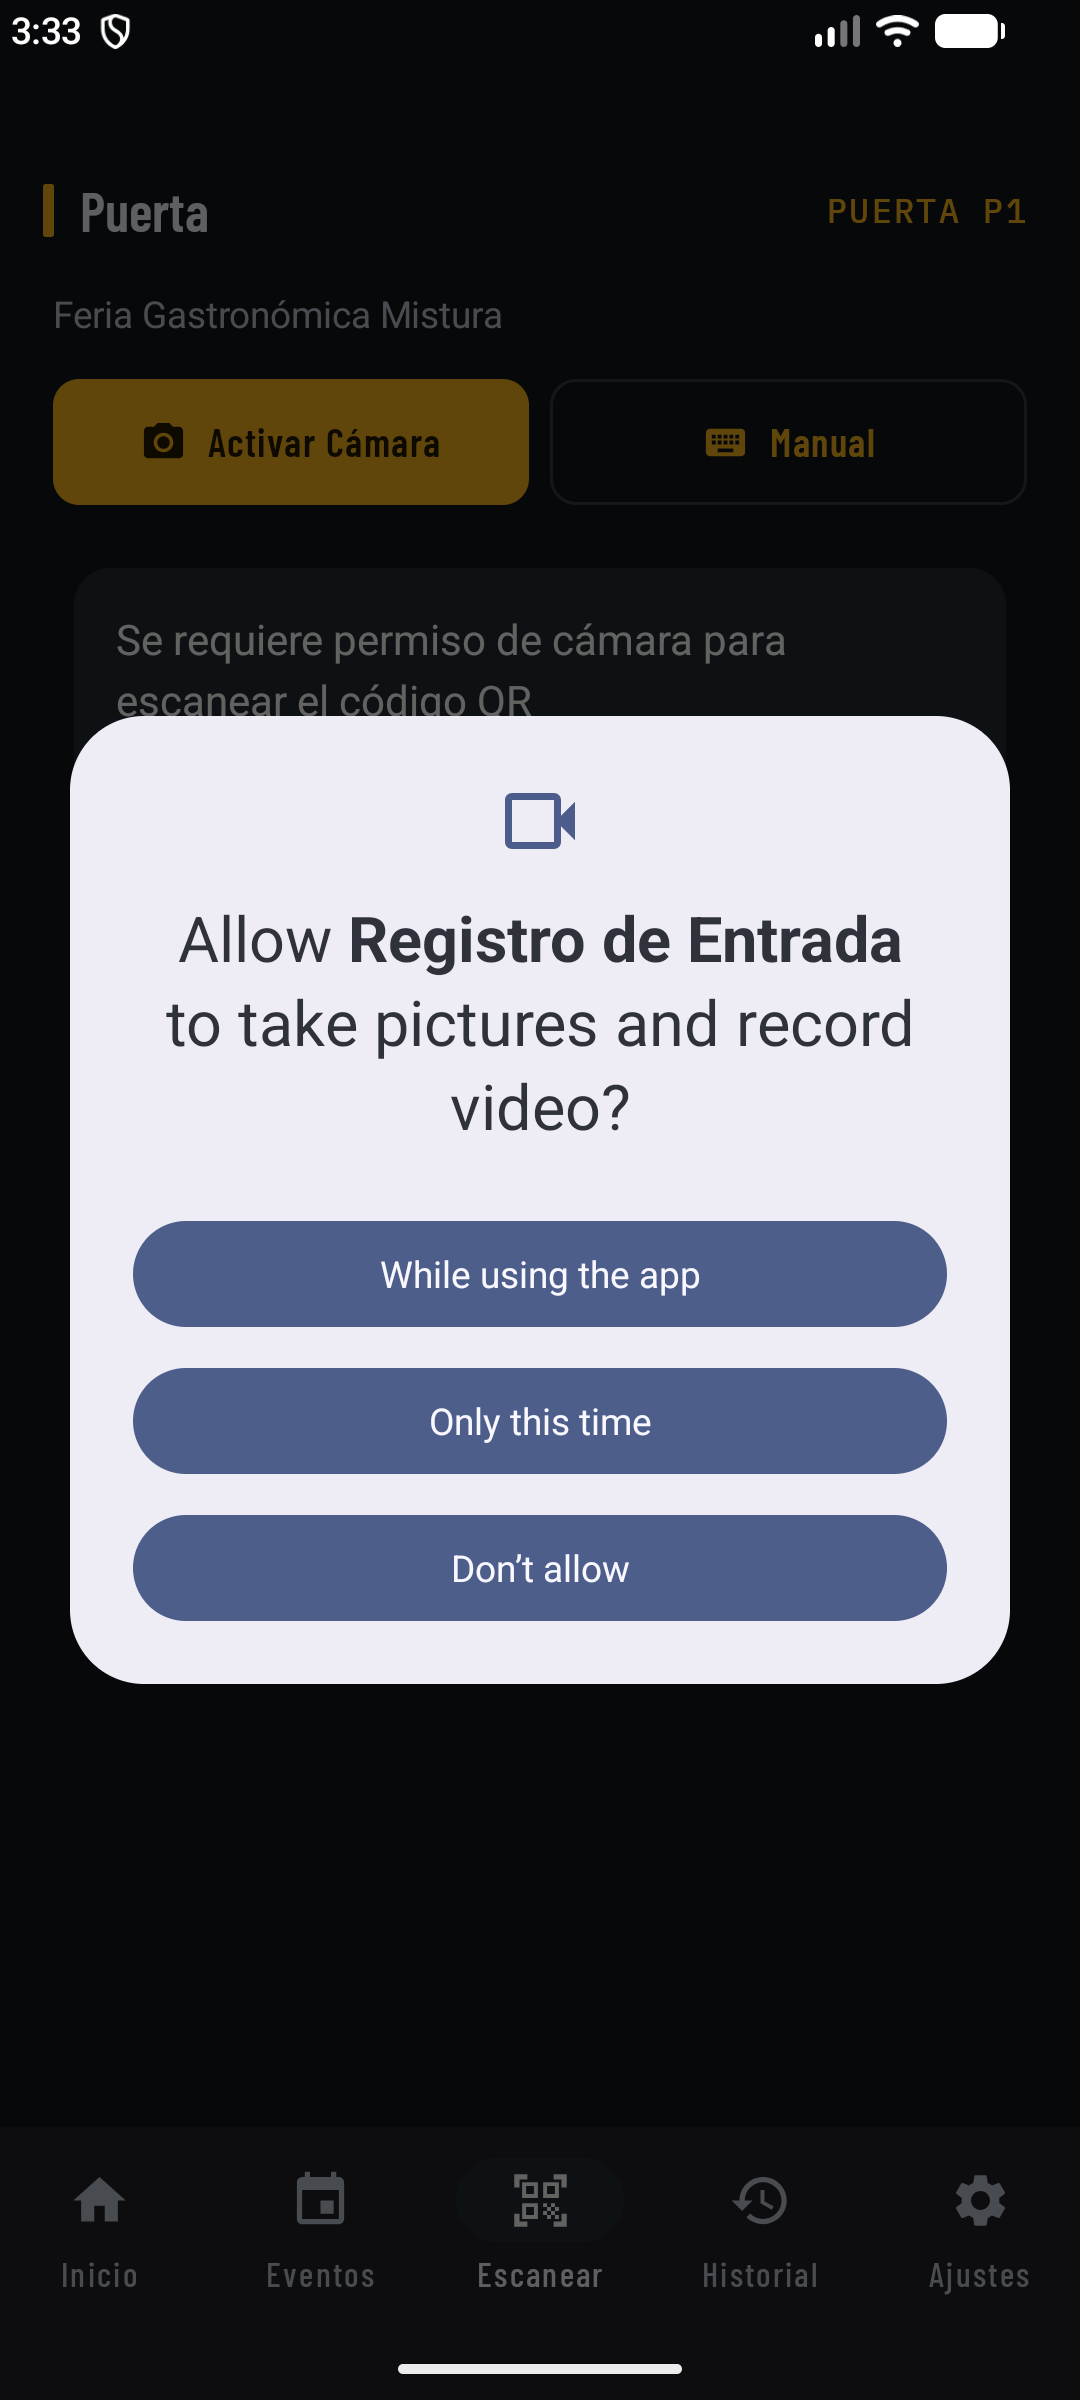 3:33
Puerta
PUERTA P1
Feria Gastronómica Mistura
Activar Cámara
Manual
Se requiere permiso de cámara para
escanear el código QR
Allow Registro de Entrada
to take pictures and record
video?
While using the app
Only this time
Don’t allow
Inicio
Eventos
Escanear
Historial
Ajustes